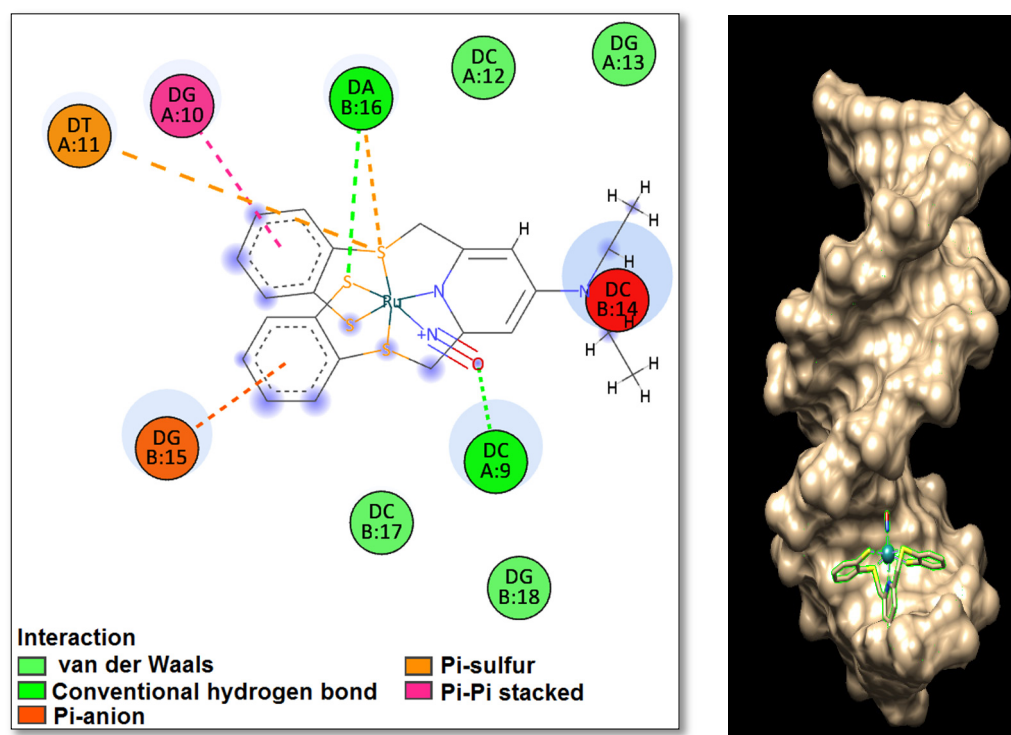 DC
A:12
DG
A:13
DG
A:10
DA
B:16
DT
A:11
H
H
H
H
S
H
S
N
N
DC
B:14
Ru
+N
H
S
S
H
H
O
H
H
DG
B:15
DC
A:9
DC
B:17
DG
B:18
Interaction
van der Waals
Conventional hydrogen bond
Pi-anion
Pi-sulfur
Pi-Pi stacked